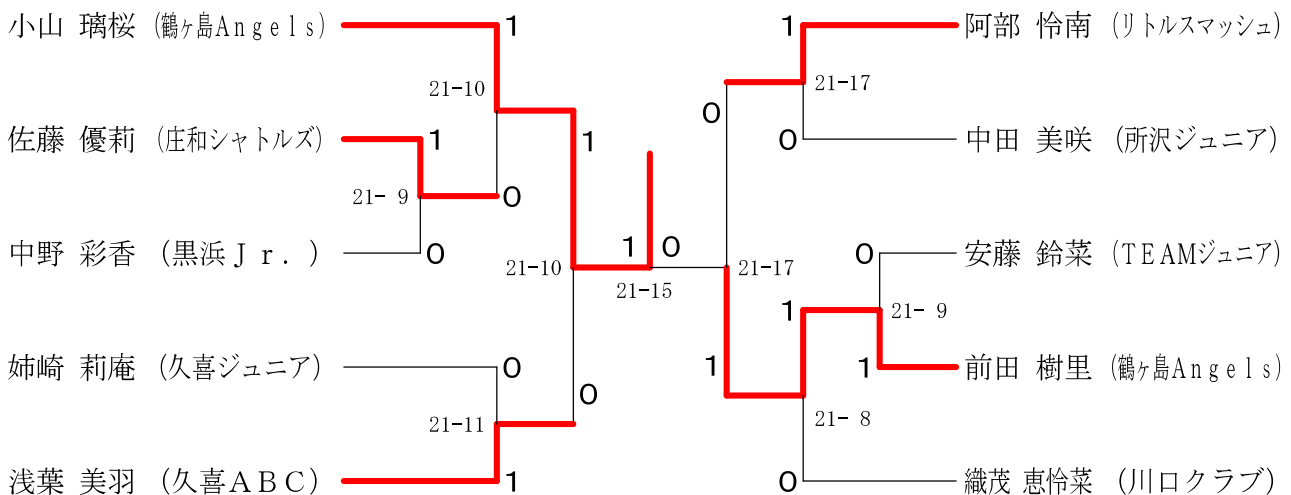 小山 璃桜 (鶴ヶ島Angels) 1 1 阿部 怜南 (リトルスマッシュ)
21-10 21-17
佐藤 優莉 (庄和シャトルズ) 1 1 0 0 中田 美咲 (所沢ジュニア)
21- 9 0
中野 彩香 (黒浜Jr.) 0 1 0 0 安藤 鈴菜 (TEAMジュニア)
21-10 21-15 21-17
1 21- 9
姉崎 莉庵 (久喜ジュニア) 0 0 1 1 前田 樹里 (鶴ヶ島Angels)
21-11 21- 8
浅葉 美羽 (久喜ABC) 1 0 織茂 恵怜菜 (川口クラブ)